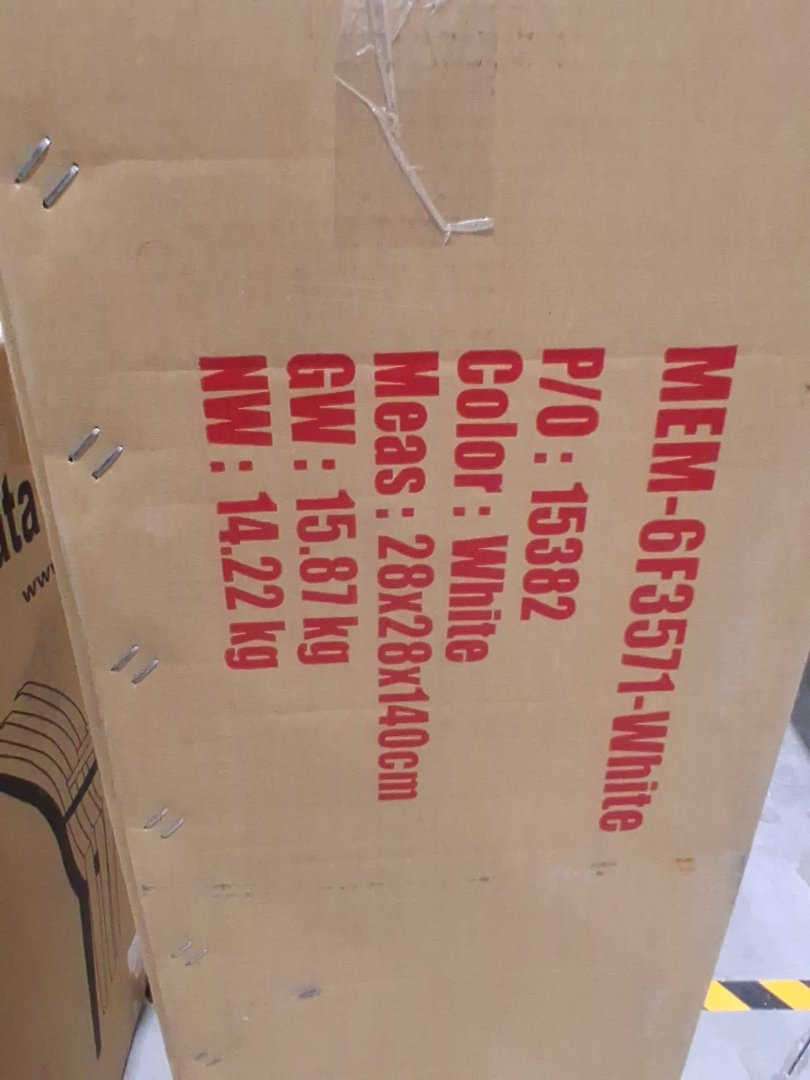 MEM-6F3571-White
P/O : 15382
Color : White
Meas : 28x28x140cm
GW : 15.87 kg
NW : 14.22 kg